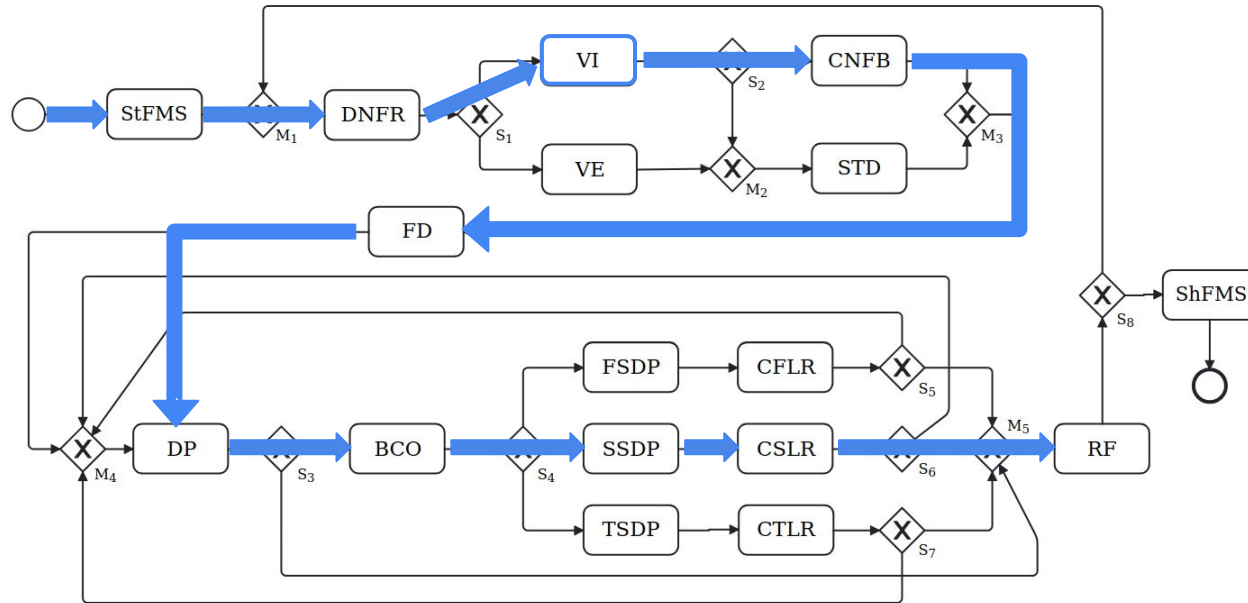 VI
CNFB
S2
StFMS
DNFR
M1
S1
M3
VE
STD
M2
FD
ShFMS
S8
FSDP
CFLR
S5
M5
DP
BCO
SSDP
CSLR
RF
M4
S3
S4
S6
TSDP
CTLR
S7